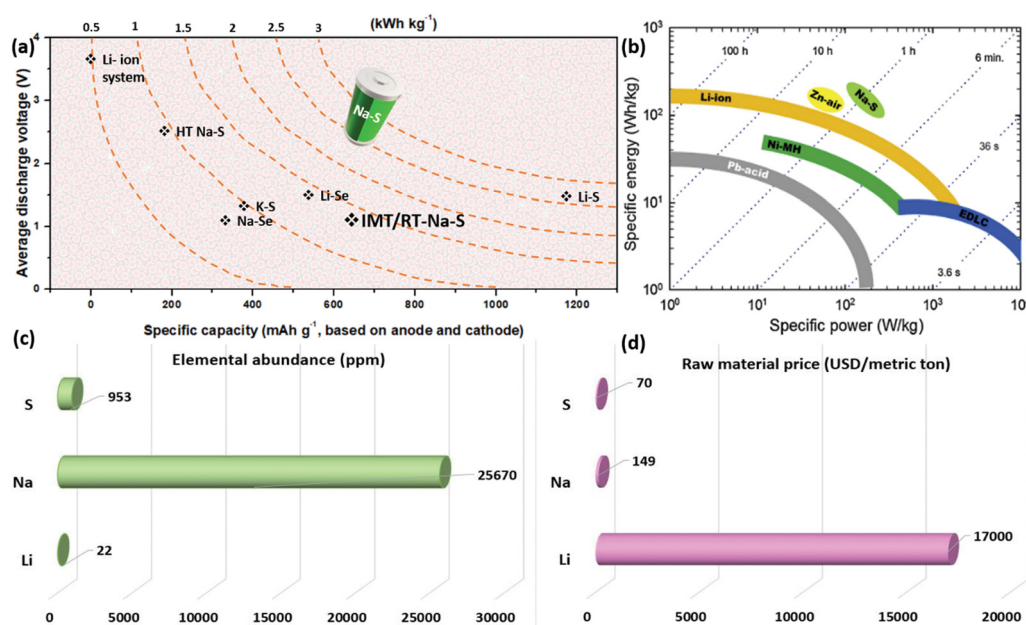 0.5 1 1.5 2 2.5 3 (kWh kg⁻¹)
(a)
Average discharge voltage (V)
4
3
2
1
0
Li- ion
system
HT Na-S
Na-S
K-S
Na-Se
Li-Se
IMT/RT-Na-S
Li-S
0 200 400 600 800 1000 1200
Specific capacity (mAh g⁻¹, based on anode and cathode)
(b)
Specific energy (Wh/kg)
10³
10²
10¹
10⁰
100 h
10 h
1 h
6 min.
36 s
3.6 s
Li-ion
Zn-air
Na-S
Ni-MH
Pb-acid
EDLC
10⁰ 10¹ 10² 10³ 10
Specific power (W/kg)
(c)
Elemental abundance (ppm)
S
953
Na
25670
Li
22
0 5000 10000 15000 20000 25000 30000
(d)
Raw material price (USD/metric ton)
S
70
Na
149
Li
17000
0 5000 10000 15000 20000